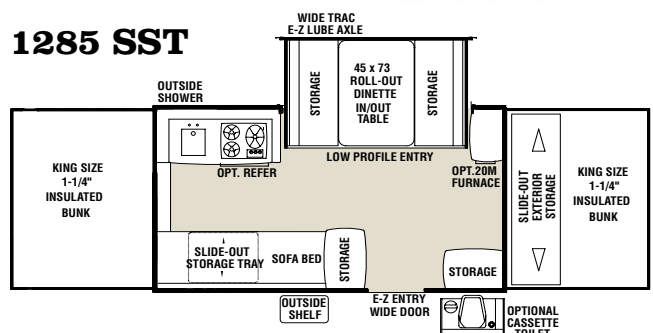 1285 SST
WIDE TRAC
E-Z LUBE AXLE
OUTSIDE
SHOWER
STORAGE
45 x 73
ROLL-OUT
DINETTE
IN/OUT
TABLE
STORAGE
KING SIZE
1-1/4"
INSULATED
BUNK
OPT. REFER
LOW PROFILE ENTRY
OPT.20M
FURNACE
SLIDE-OUT
EXTERIOR
STORAGE
KING SIZE
1-1/4"
INSULATED
BUNK
SLIDE-OUT
STORAGE TRAY
SOFA BED
STORAGE
STORAGE
OUTSIDE
SHELF
E-Z ENTRY
WIDE DOOR
OPTIONAL
CASSETTE
TOILET